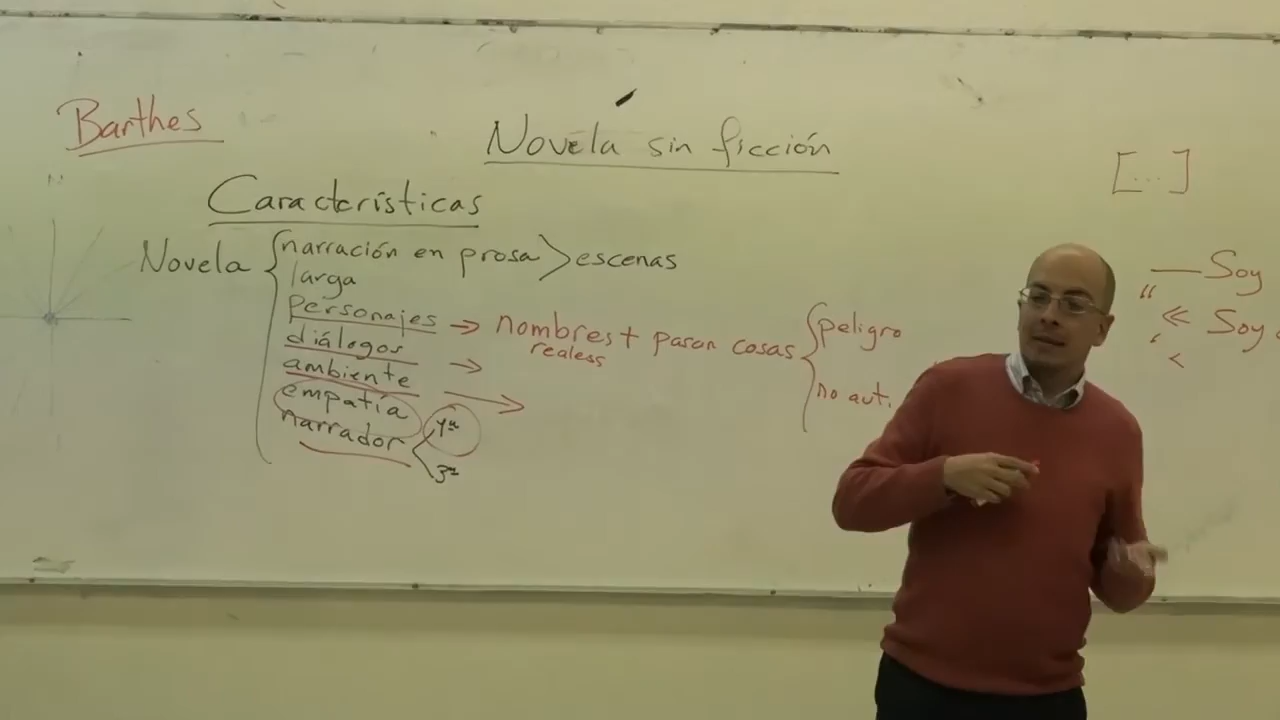 Barthes
Novela sin ficción
[...]
Características
Novela { narración en prosa > escenas
larga
personajes → nombres + pasan cosas { peligro
reales
no aut.
diálogos →
ambiente →
empatía
narrador < 1ª
3ª
— Soy
“
« Soy
‘
<